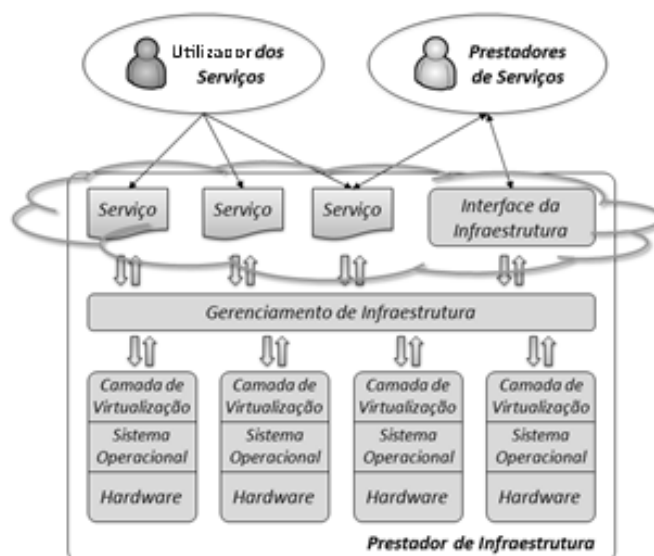 Utilizador dos
Serviços
Prestadores
de Serviços
Serviço
Serviço
Serviço
Interface da
Infraestrutura
Gerenciamento de Infraestrutura
Camada de
Virtualização
Sistema
Operacional
Hardware
Camada de
Virtualização
Sistema
Operacional
Hardware
Camada de
Virtualização
Sistema
Operacional
Hardware
Camada de
Virtualização
Sistema
Operacional
Hardware
Prestador de Infraestrutura